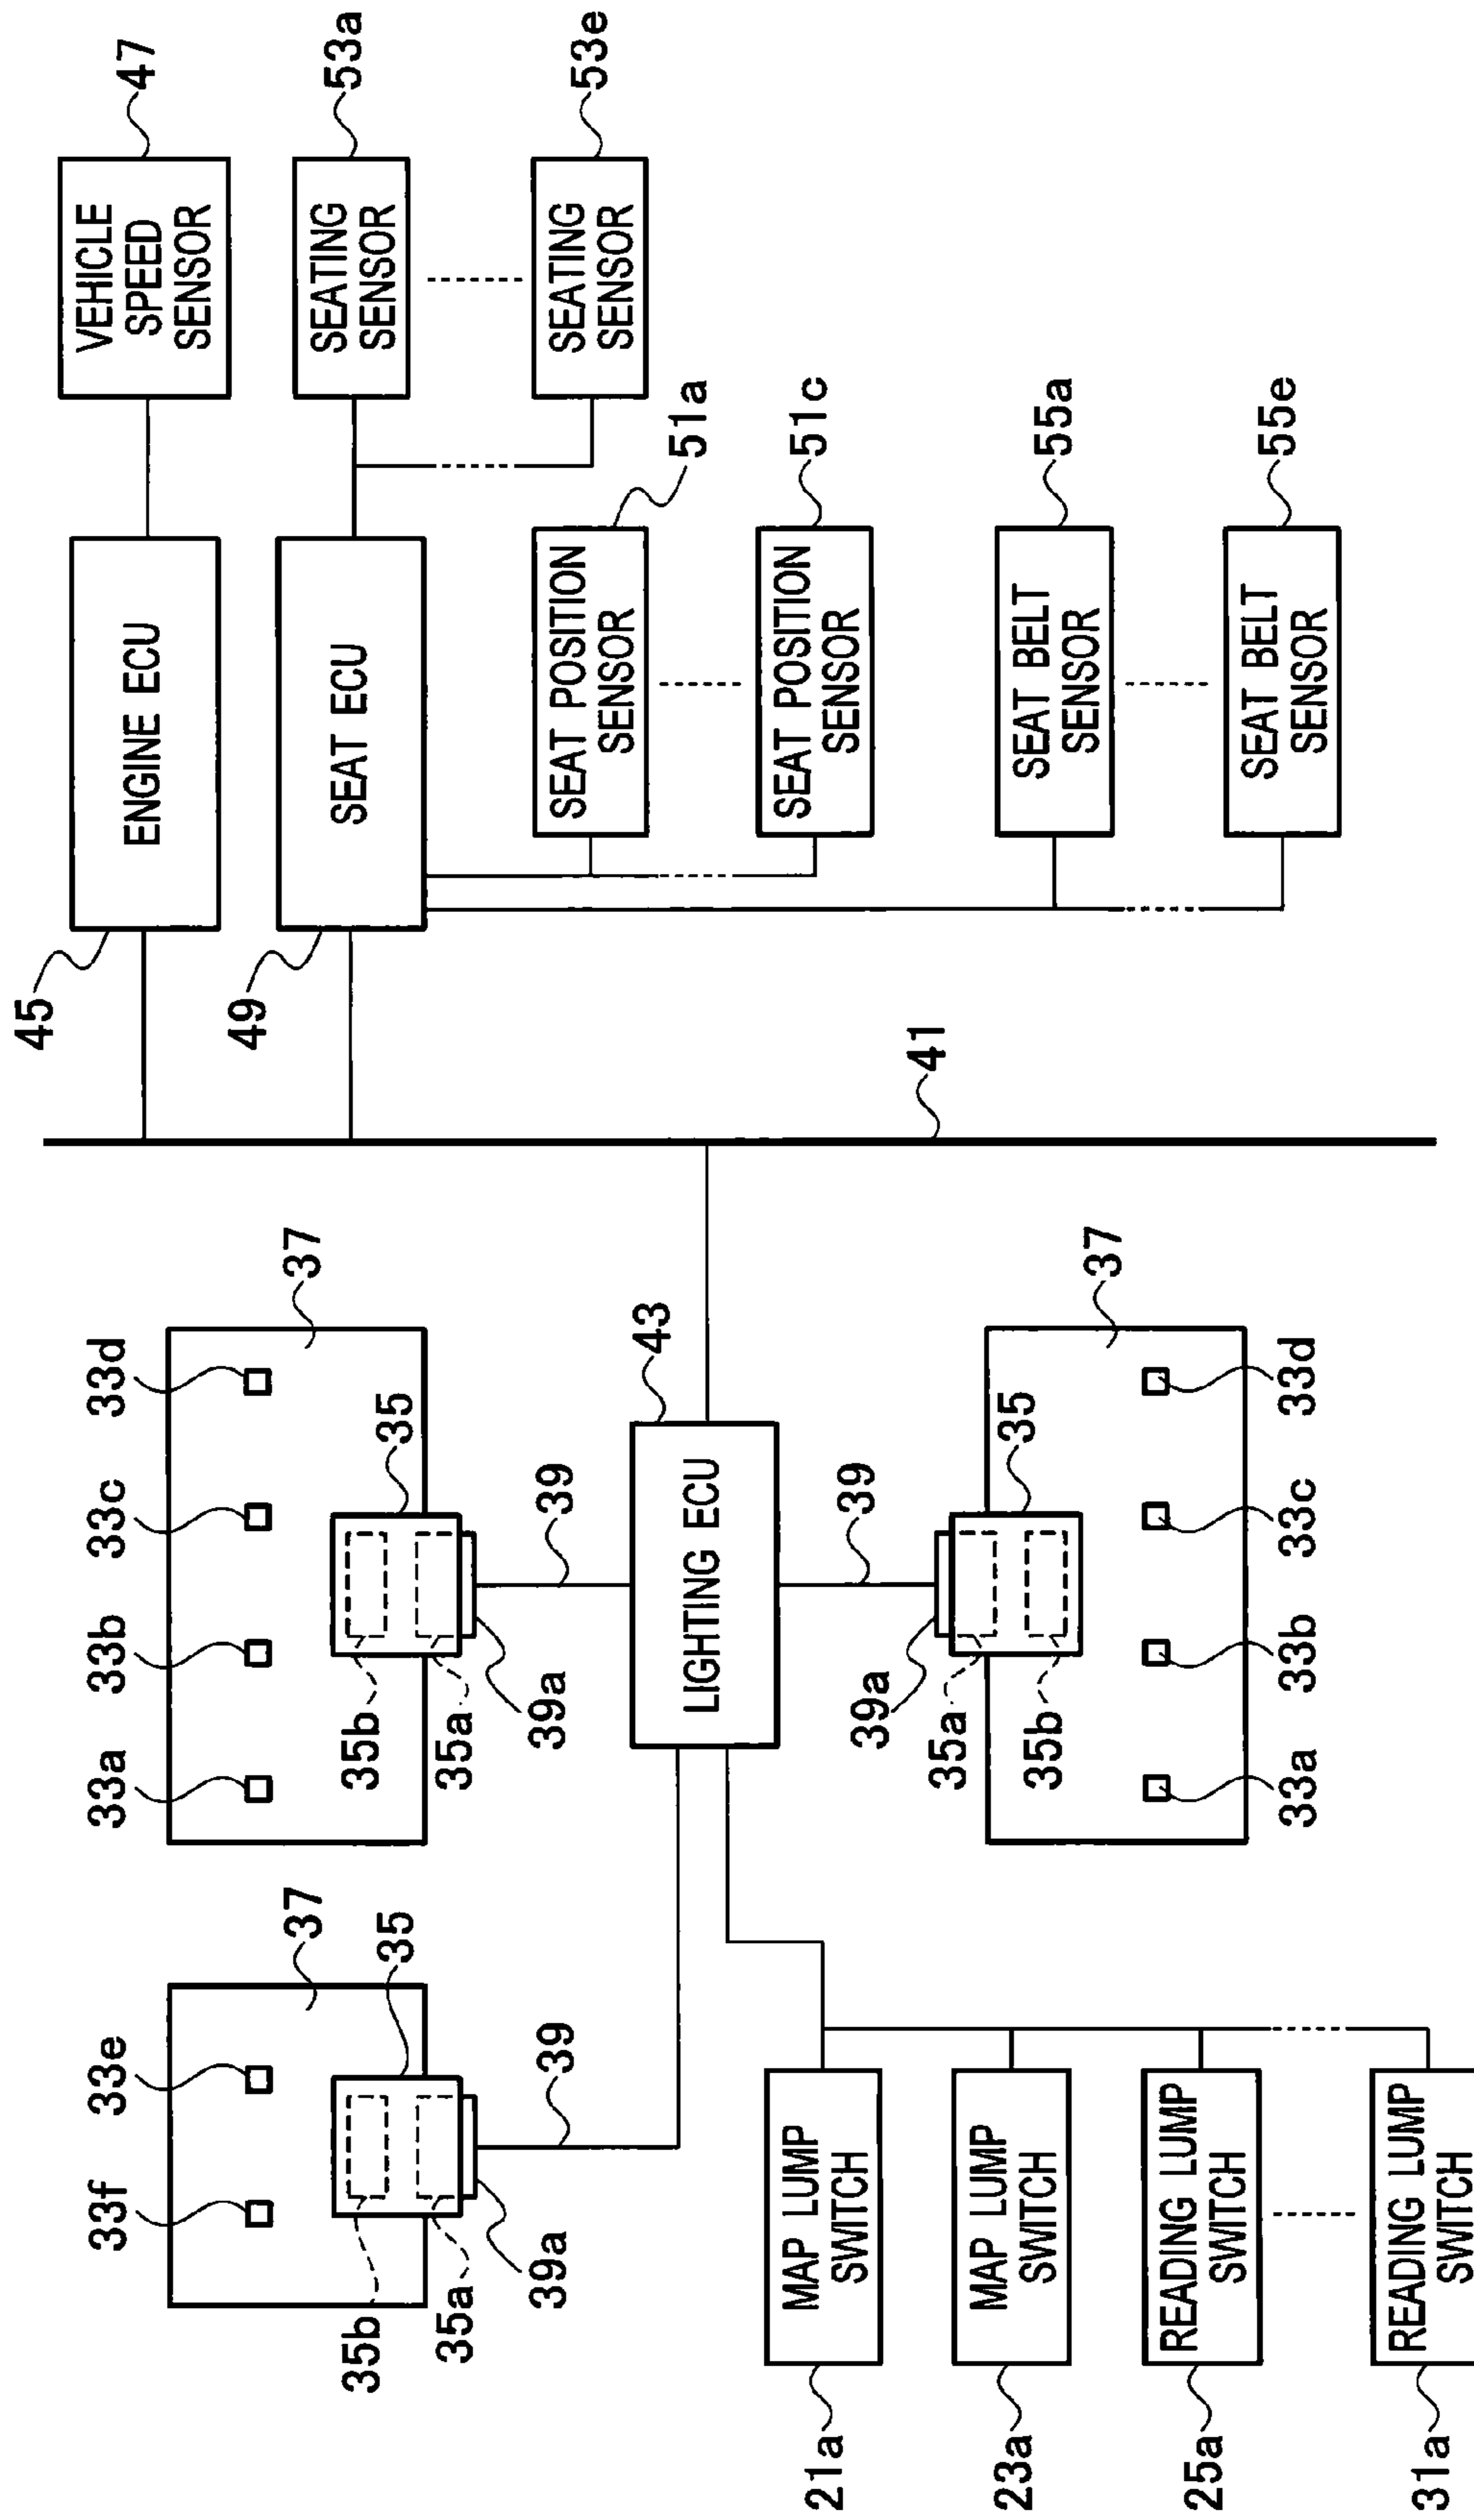 33f
33e
37
35
35b
35a
39a
39
33a
33b
33c
33d
37
35
35b
35a
39a
39
45
ENGINE ECU
VEHICLE
SPEED
SENSOR
47
49
SEAT ECU
SEATING
SENSOR
53a
SEATING
SENSOR
53e
SEAT POSITION
SENSOR
51a
SEAT POSITION
SENSOR
51c
SEAT BELT
SENSOR
55a
SEAT BELT
SENSOR
55e
41
LIGHTING ECU
43
39
39a
35a
35b
35
37
33a
33b
33c
33d
21a
MAP LUMP
SWITCH
23a
MAP LUMP
SWITCH
25a
READING LUMP
SWITCH
31a
READING LUMP
SWITCH